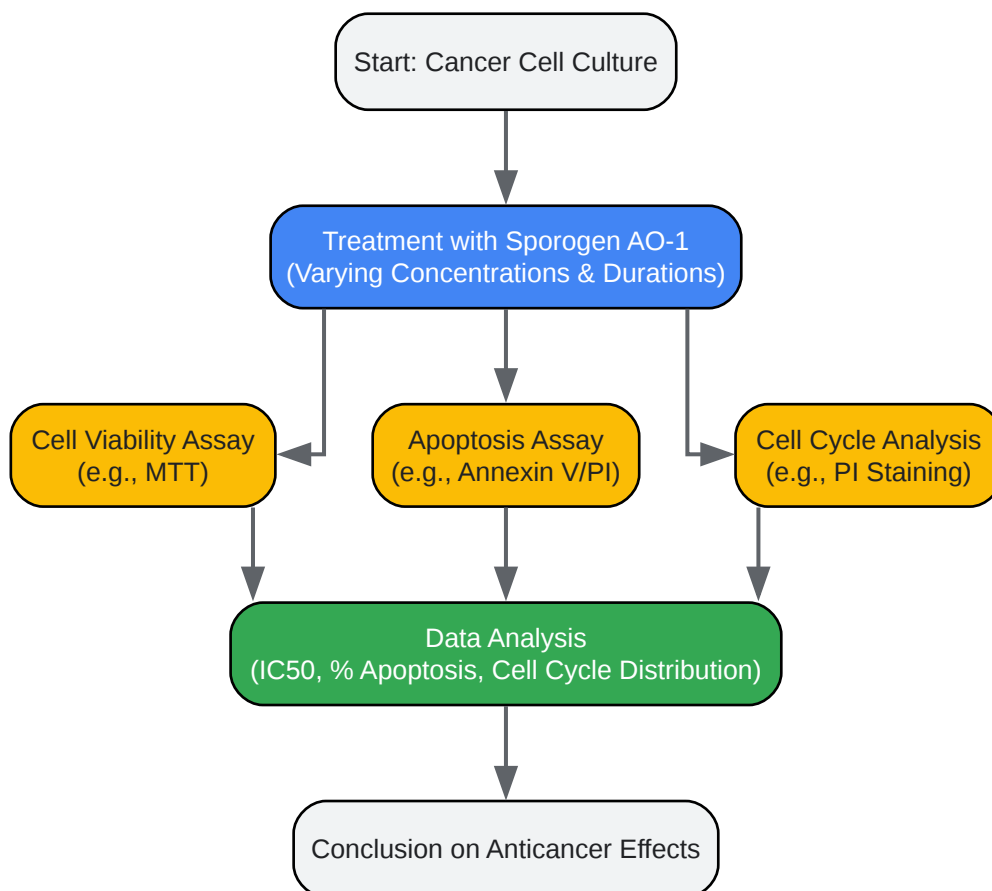 Start: Cancer Cell Culture
Treatment with Sporogen AO-1
(Varying Concentrations & Durations)
Cell Viability Assay
(e.g., MTT)
Apoptosis Assay
(e.g., Annexin V/PI)
Cell Cycle Analysis
(e.g., PI Staining)
Data Analysis
(IC50, % Apoptosis, Cell Cycle Distribution)
Conclusion on Anticancer Effects